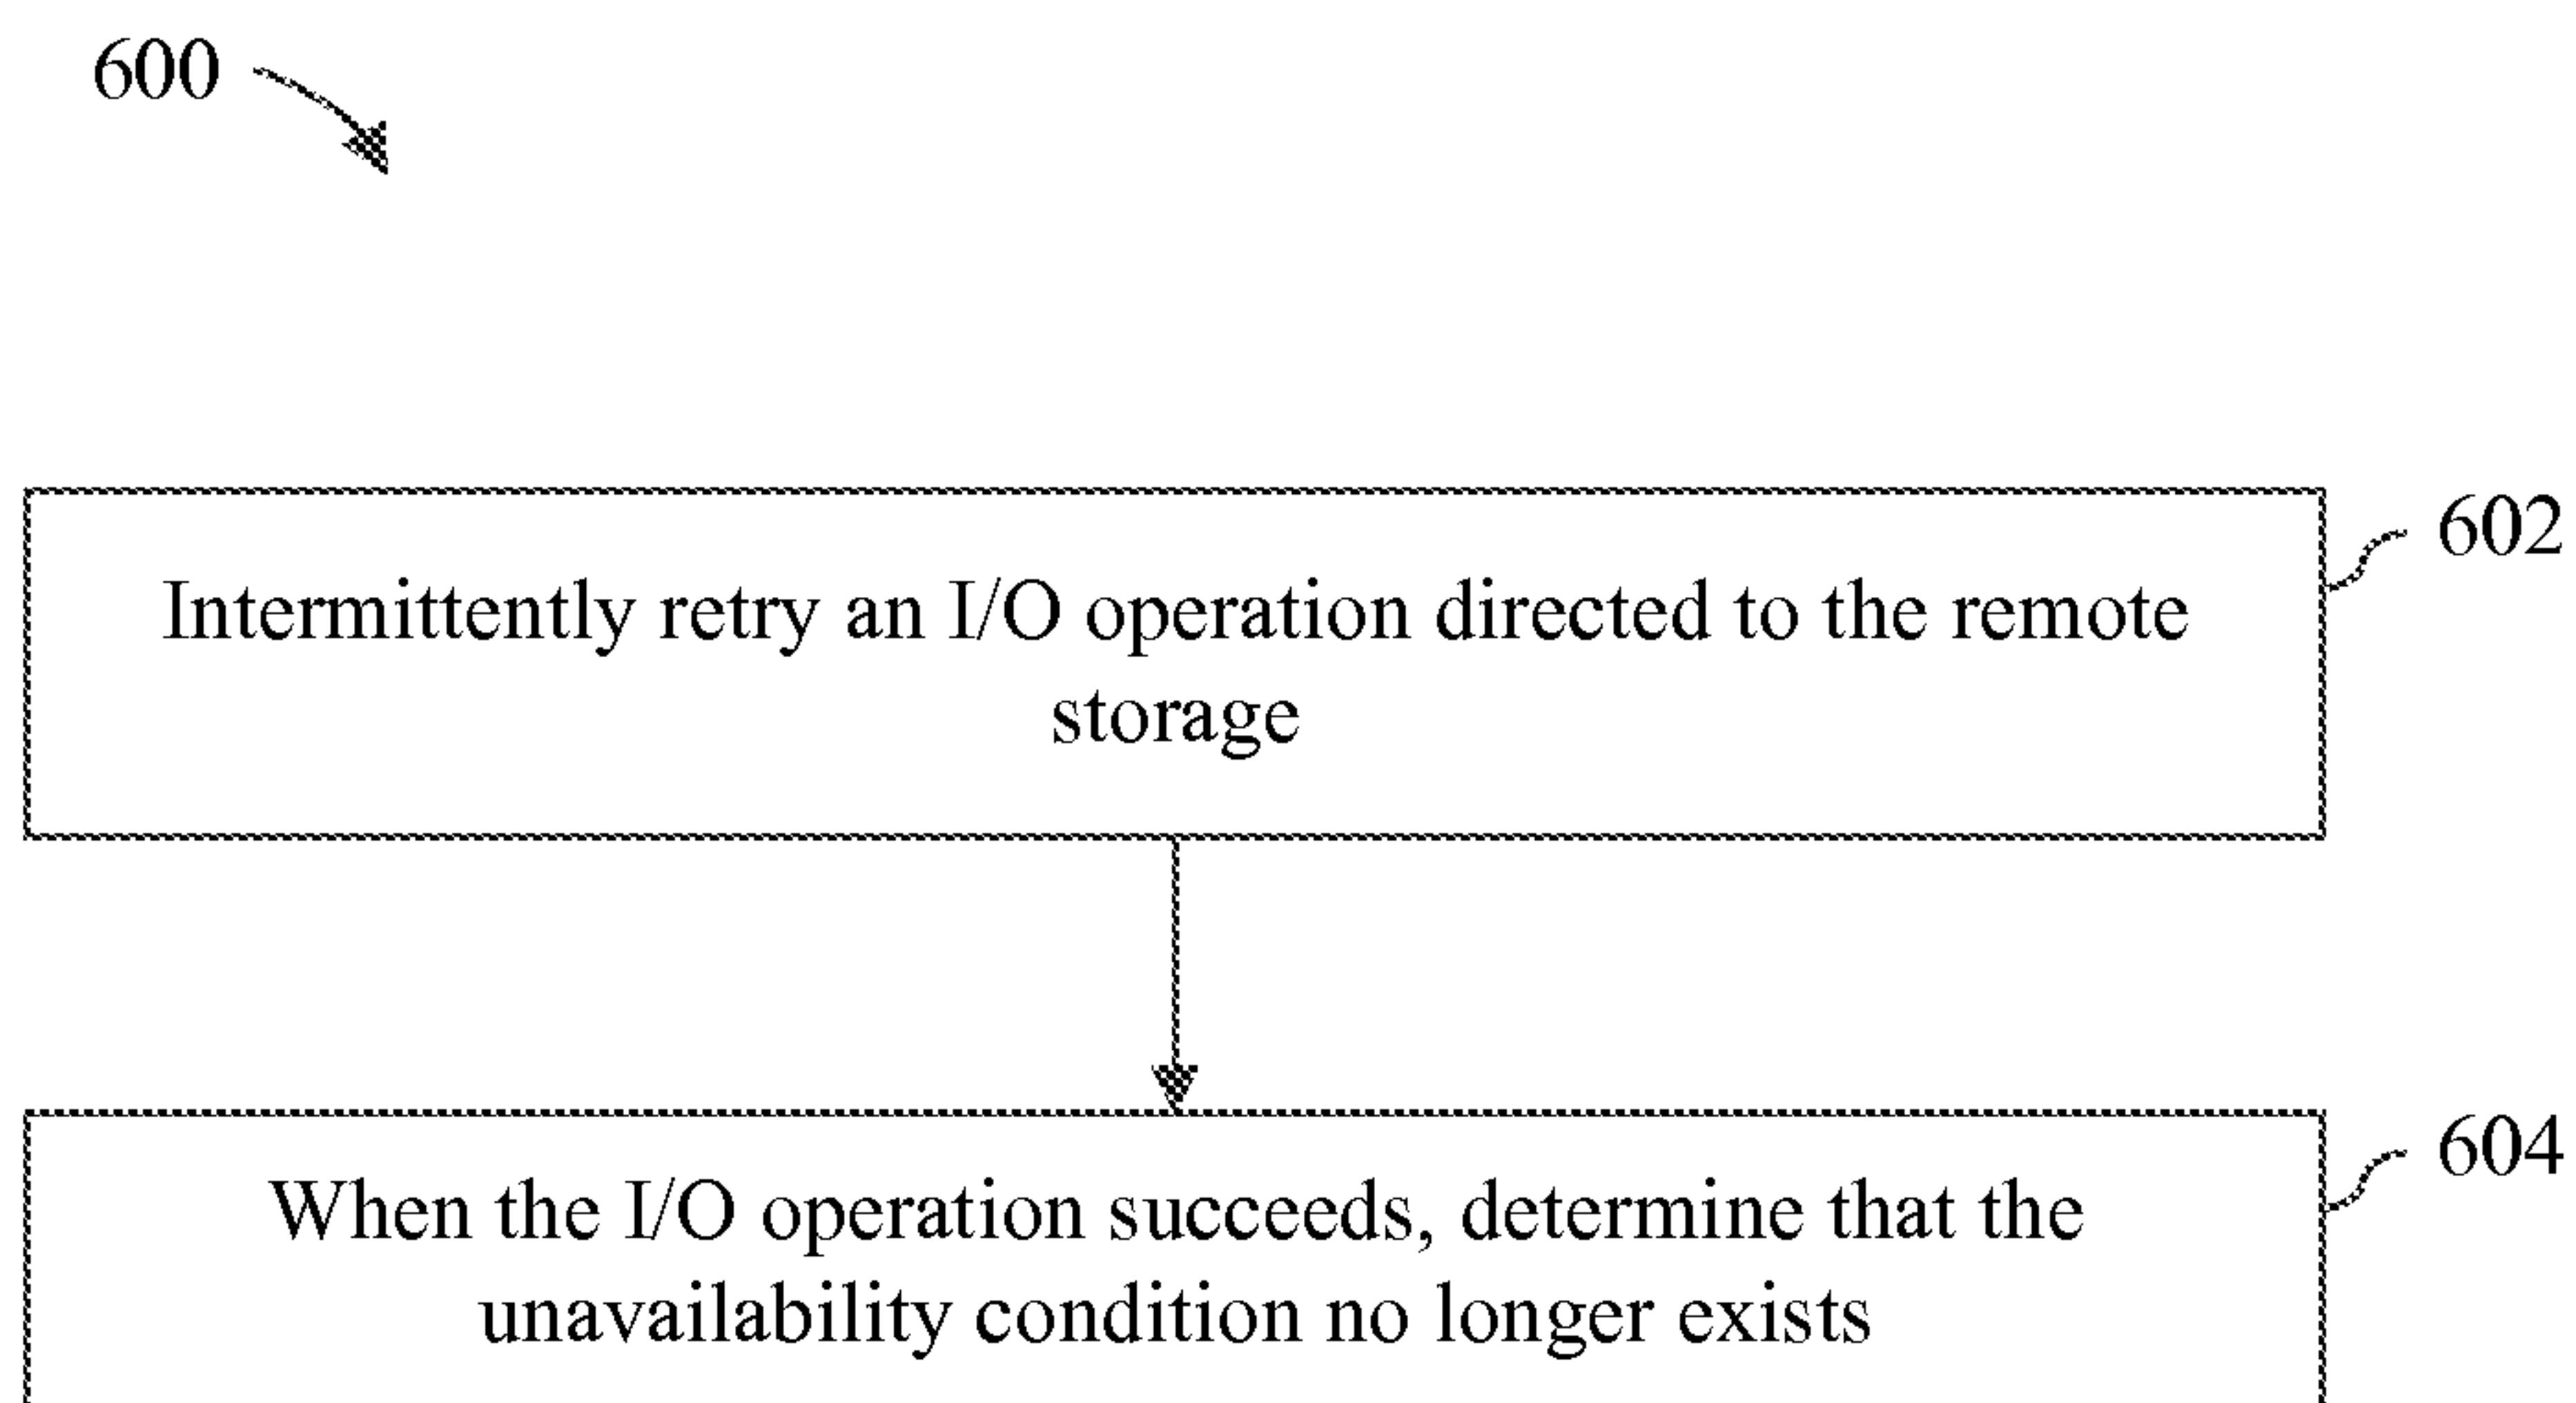 600
602
Intermittently retry an I/O operation directed to the remote
storage
604
When the I/O operation succeeds, determine that the
unavailability condition no longer exists